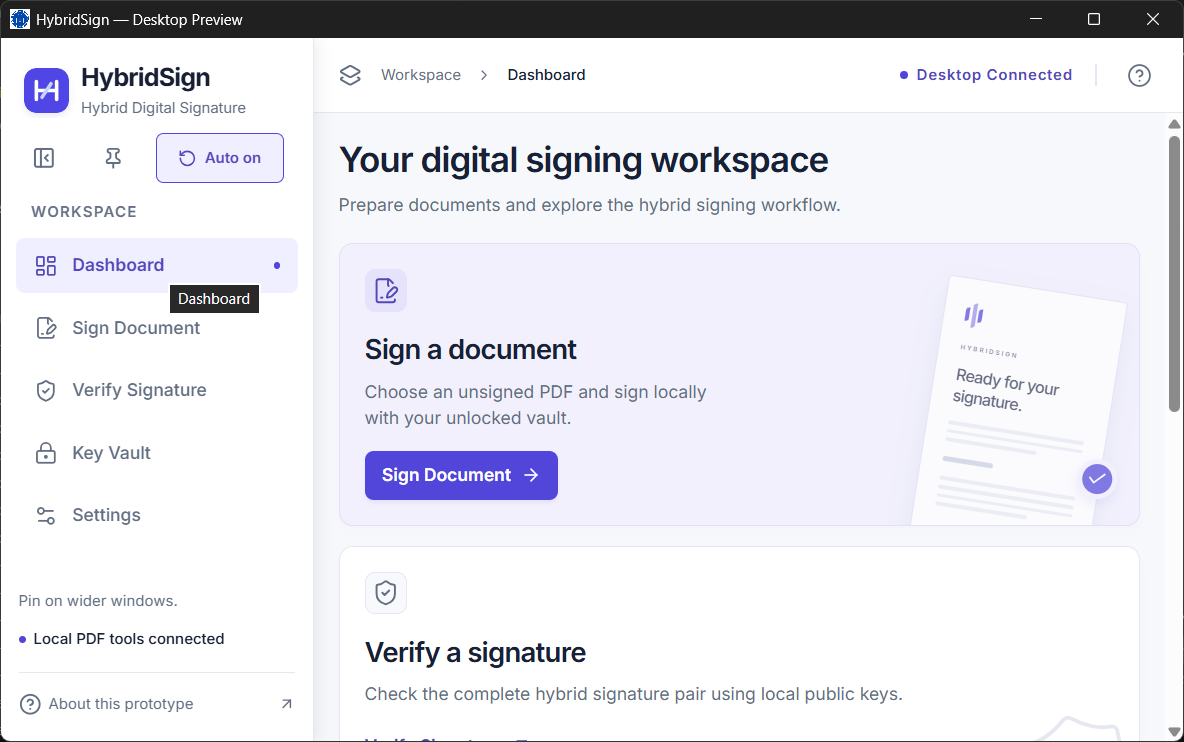 HybridSign — Desktop Preview
HybridSign
Hybrid Digital Signature
Auto on
WORKSPACE
Dashboard
Dashboard
Sign Document
Verify Signature
Key Vault
Settings
Pin on wider windows.
Local PDF tools connected
About this prototype
Workspace
Dashboard
Desktop Connected
Your digital signing workspace
Prepare documents and explore the hybrid signing workflow.
Sign a document
Choose an unsigned PDF and sign locally
with your unlocked vault.
Sign Document
HYBRIDSIGN
Ready for your
signature.
Verify a signature
Check the complete hybrid signature pair using local public keys.